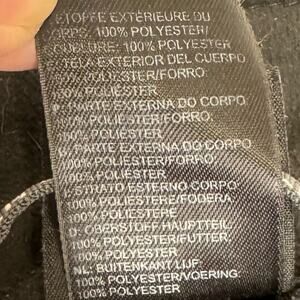 ÉTOFFE EXTÉRIEURE DU
CORPS: 100% POLYESTER/
DOUBLURE: 100% POLYESTER
TELA EXTERIOR DEL CUERPO
100% POLIÉSTER/FORRO:
100% POLIÉSTER
PARTE EXTERNA DO CORPO
100% POLIÉSTER/FORRO
100% POLIÉSTER
PARTE EXTERNA DO CORPO
100% POLIÉSTER/FORRO
100% POLIÉSTER
STRATO ESTERNO CORPO
100% POLIESTERE/FODERA
100% POLIESTERE
D: OBERSTOFF HAUPTTEIL
100% POLYESTER/FUTTER:
100% POLYESTER
NL: BUITENKANT LIJF:
100% POLYESTER/VOERING:
100% POLYESTER